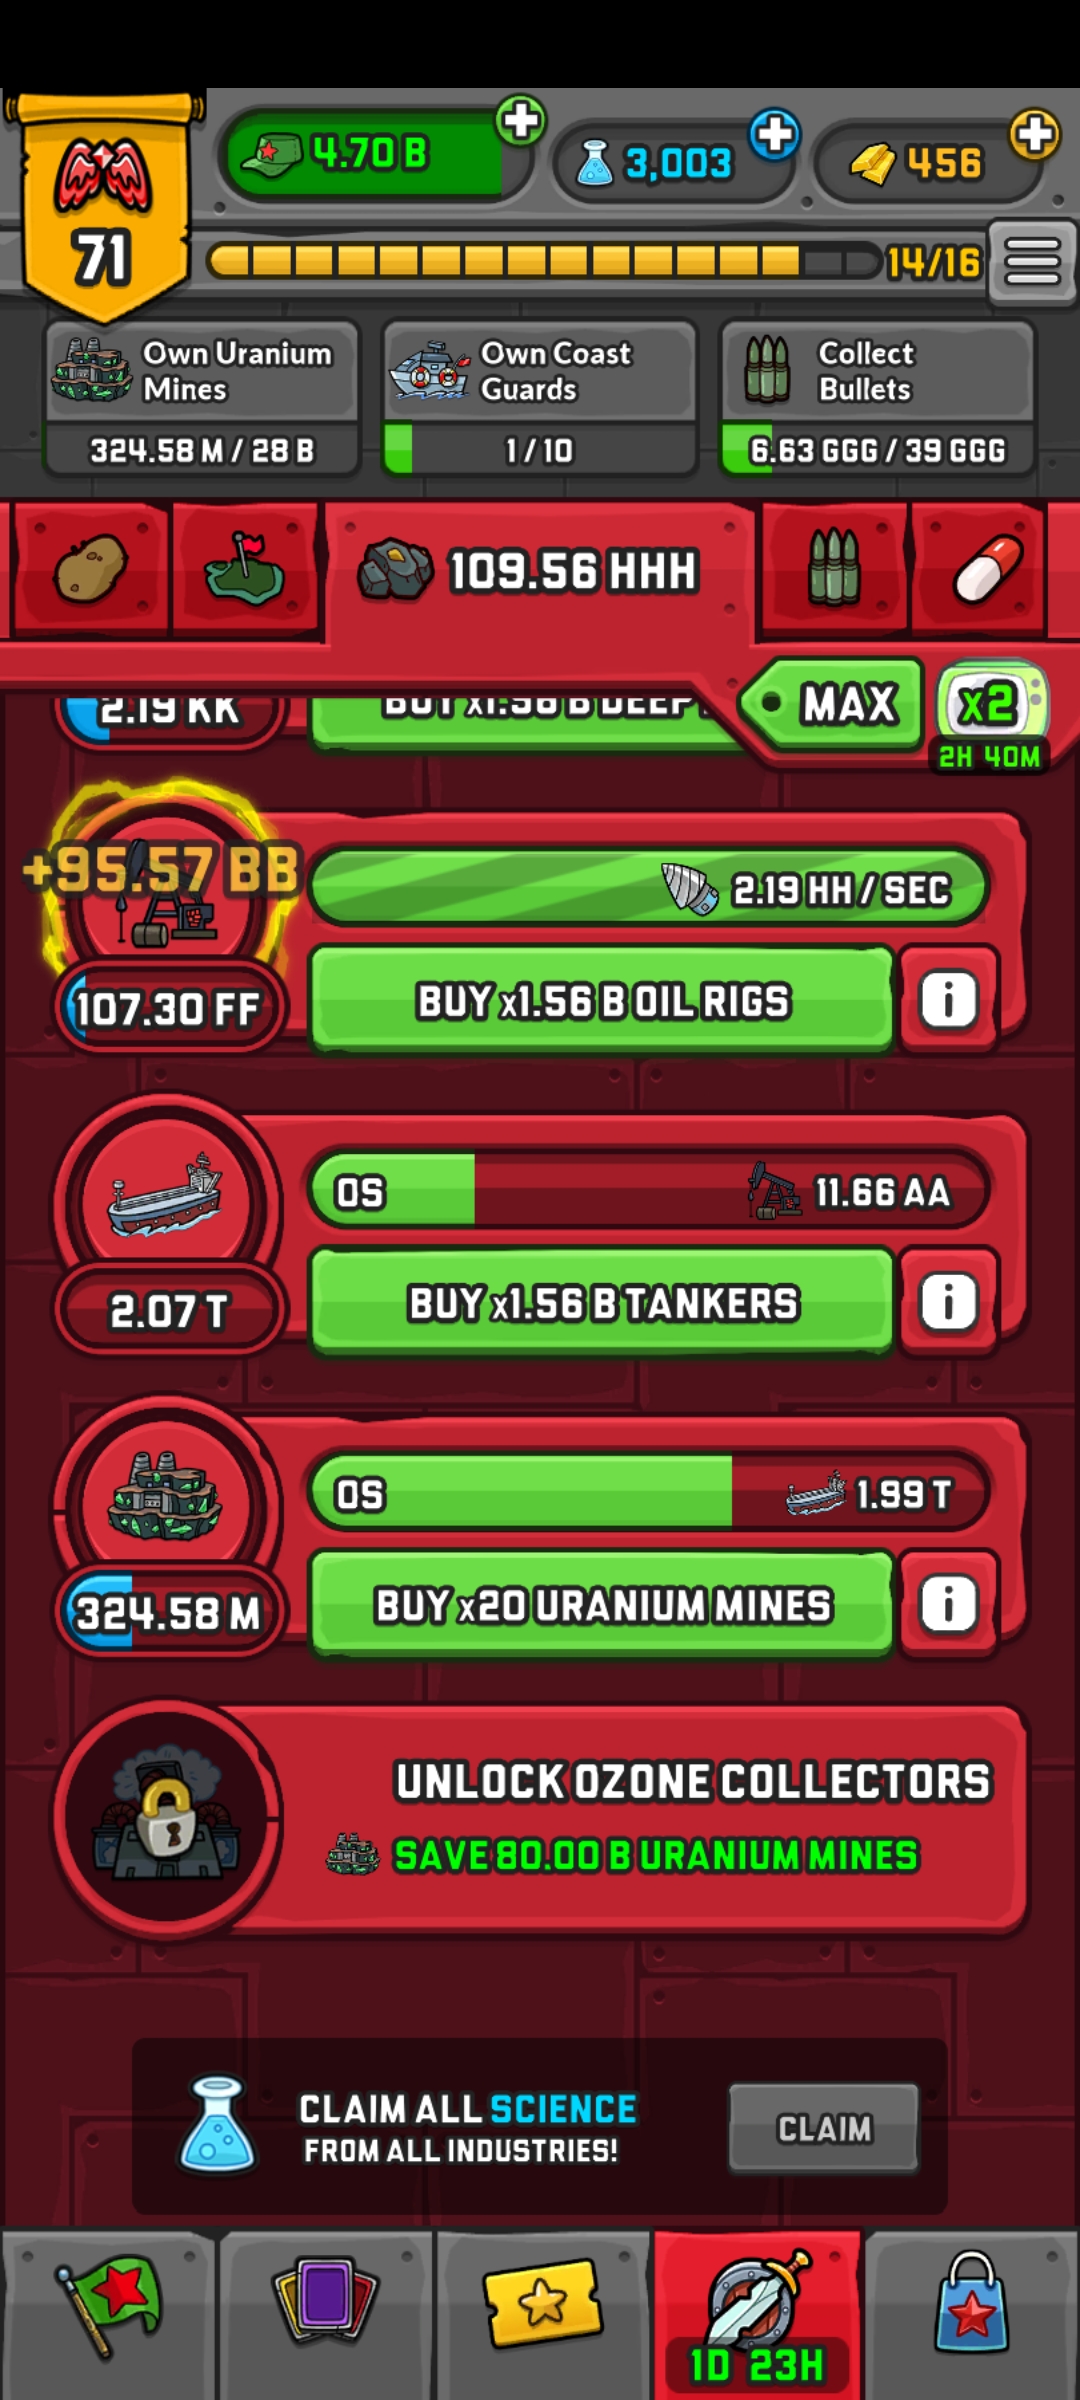 4.70 B
3,003
456
71
14/16
Own Uranium
Mines
324.58 M / 28 B
Own Coast
Guards
1 / 10
Collect
Bullets
6.63 GGG / 39 GGG
109.56 HHH
MAX
x2
2H 40M
2.19 KK
BUY x1.56 B DEEP
+95.57 BB
2.19 HH / SEC
107.30 FF
BUY x1.56 B OIL RIGS
i
0S
11.66 AA
2.07 T
BUY x1.56 B TANKERS
i
0S
1.99 T
324.58 M
BUY x20 URANIUM MINES
i
UNLOCK OZONE COLLECTORS
SAVE 80.00 B URANIUM MINES
CLAIM ALL SCIENCE
FROM ALL INDUSTRIES!
CLAIM
1D 23H